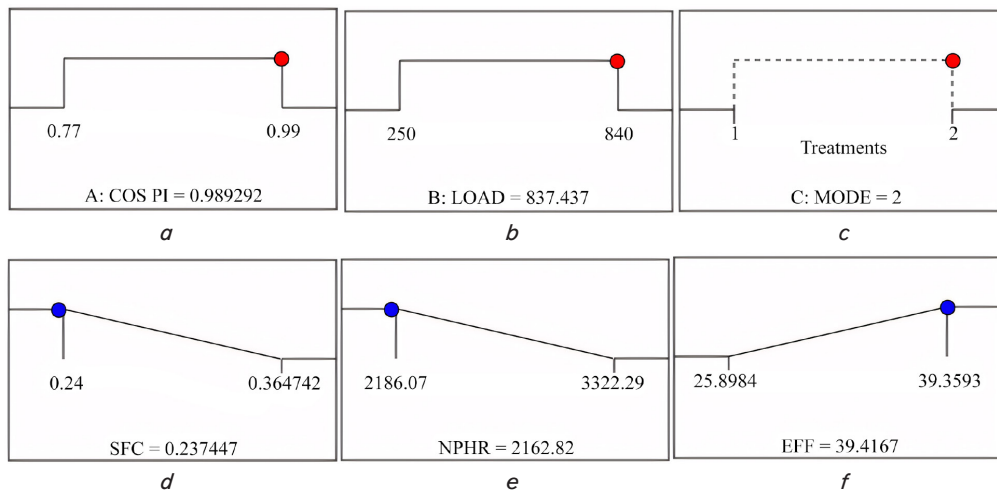 0.77 0.99
A: COS PI = 0.989292
a
250 840
B: LOAD = 837.437
b
1 2
Treatments
C: MODE = 2
c
0.24 0.364742
SFC = 0.237447
d
2186.07 3322.29
NPHR = 2162.82
e
25.8984 39.3593
EFF = 39.4167
f